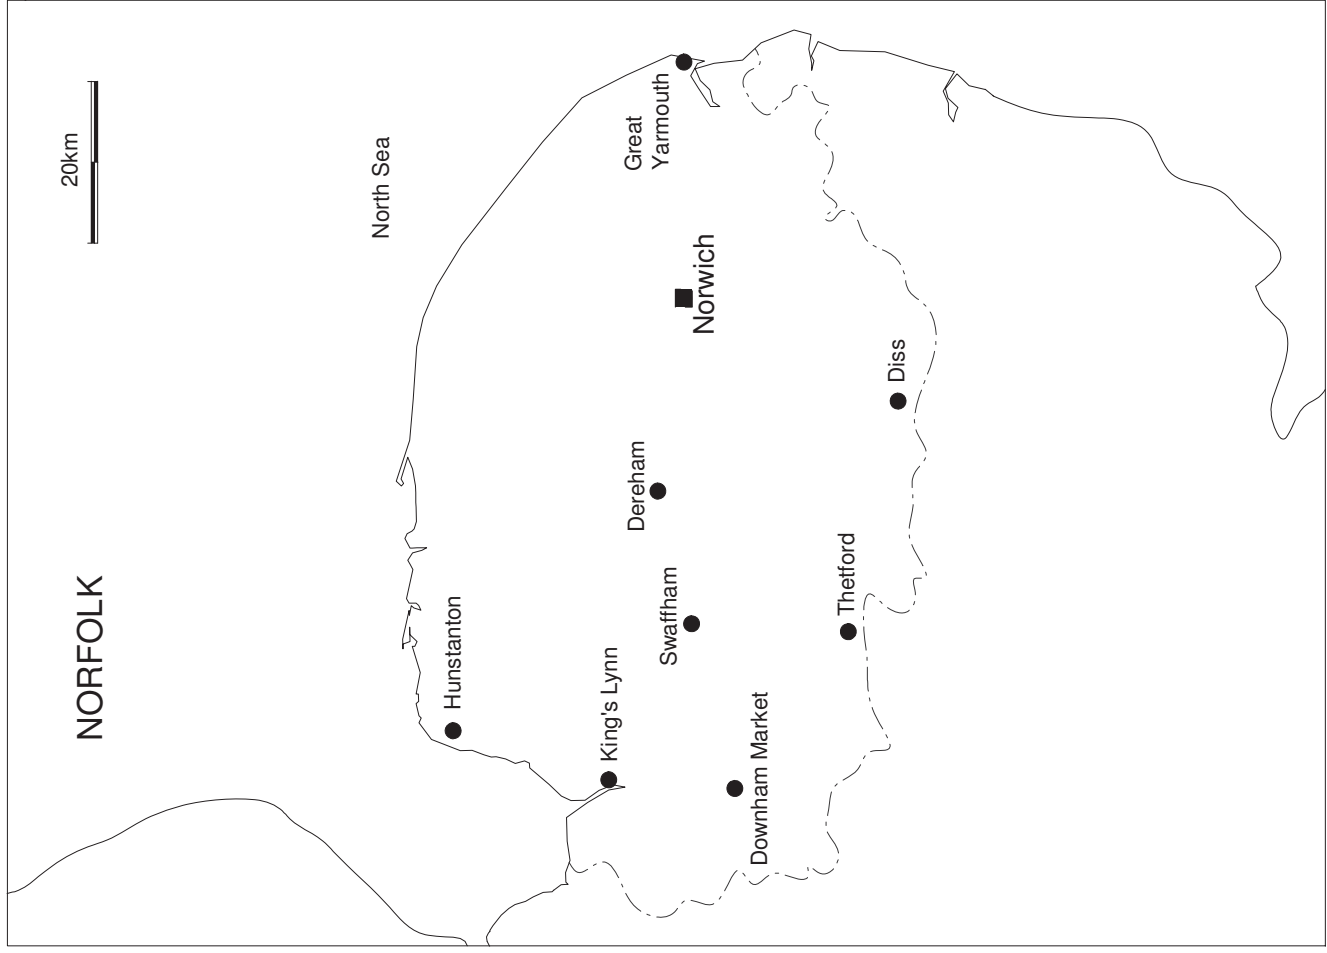 NORFOLK
20km
North Sea
Hunstanton
King's Lynn
Great
Yarmouth
Dereham
Swaffham
Norwich
Downham Market
Thetford
Diss